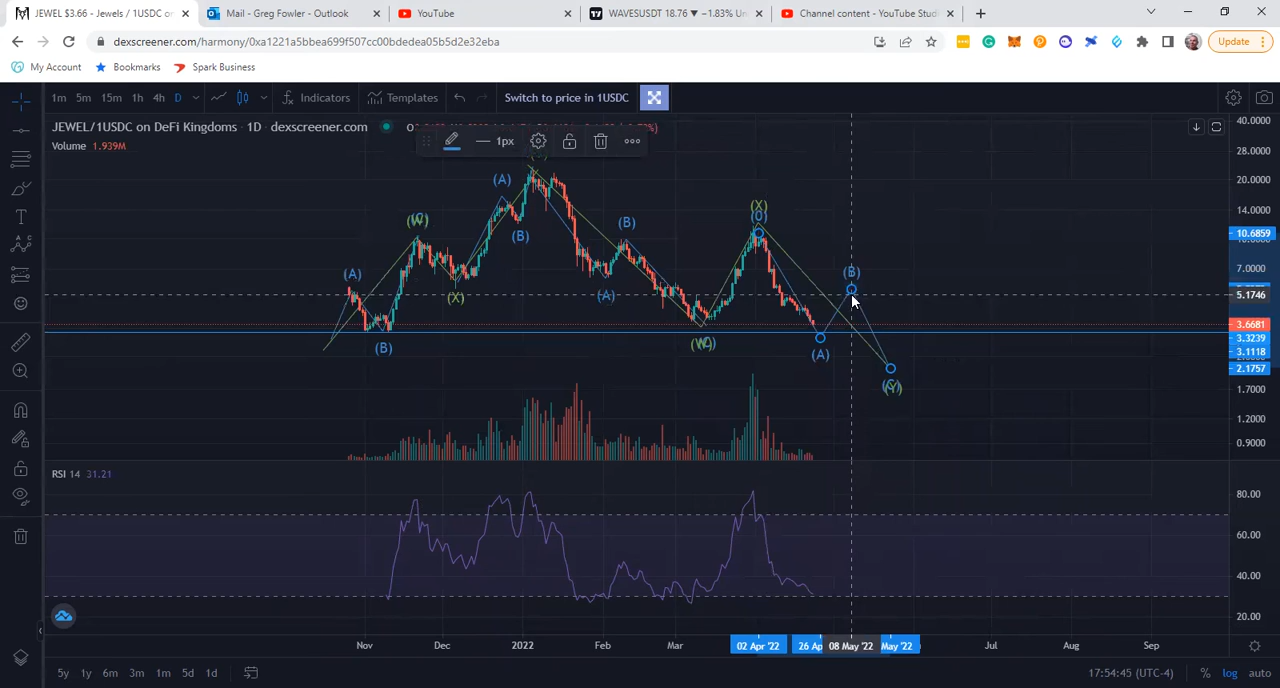 JEWEL $3.66 - Jewels / 1USDC or
Mail - Greg Fowler - Outlook
YouTube
WAVESUSDT 18.76 ▼ −1.83% Un
Channel content - YouTube Studi
dexscreener.com/harmony/0xa1221a5bbea699f507cc00bdedea05b5d2e32eba
Update
My Account
Bookmarks
Spark Business
1m 5m 15m 1h 4h D
Indicators
Templates
Switch to price in 1USDC
JEWEL/1USDC on DeFi Kingdoms · 1D · dexscreener.com
1px
Volume 1.939M
40.0000
28.0000
20.0000
14.0000
10.6859
7.0000
5.1746
3.6681
3.3239
3.1118
2.1757
1.7000
1.2000
0.9000
(A)
(B)
(W)
(X)
(A)
(B)
(A)
(B)
(X)
(0)
(B)
(A)
RSI 14 31.21
80.00
60.00
40.00
20.00
Nov Dec 2022 Feb Mar 02 Apr '22 26 Ap 08 May '22 May '22 Jul Aug Sep
5y 1y 6m 3m 1m 5d 1d
17:54:45 (UTC-4) % log auto